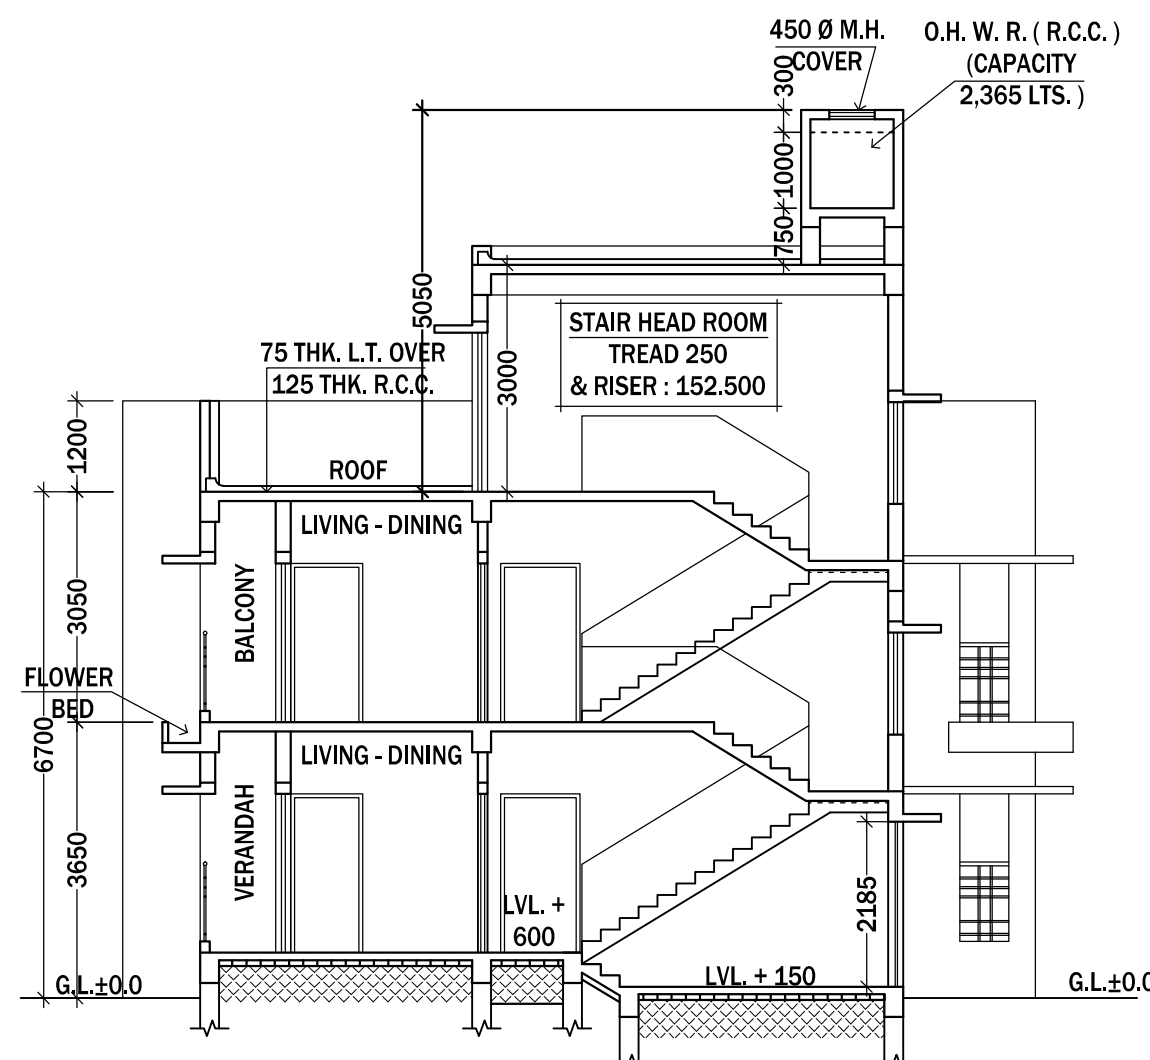 450 Ø M.H.
COVER
O.H. W. R. ( R.C.C. )
(CAPACITY
2,365 LTS. )
300
1000
750
5050
3000
STAIR HEAD ROOM
TREAD 250
& RISER : 152.500
75 THK. L.T. OVER
125 THK. R.C.C.
1200
ROOF
LIVING - DINING
BALCONY
3050
FLOWER
BED
6700
LIVING - DINING
VERANDAH
3650
LVL. +
600
2185
LVL. + 150
G.L.±0.0
G.L.±0.0